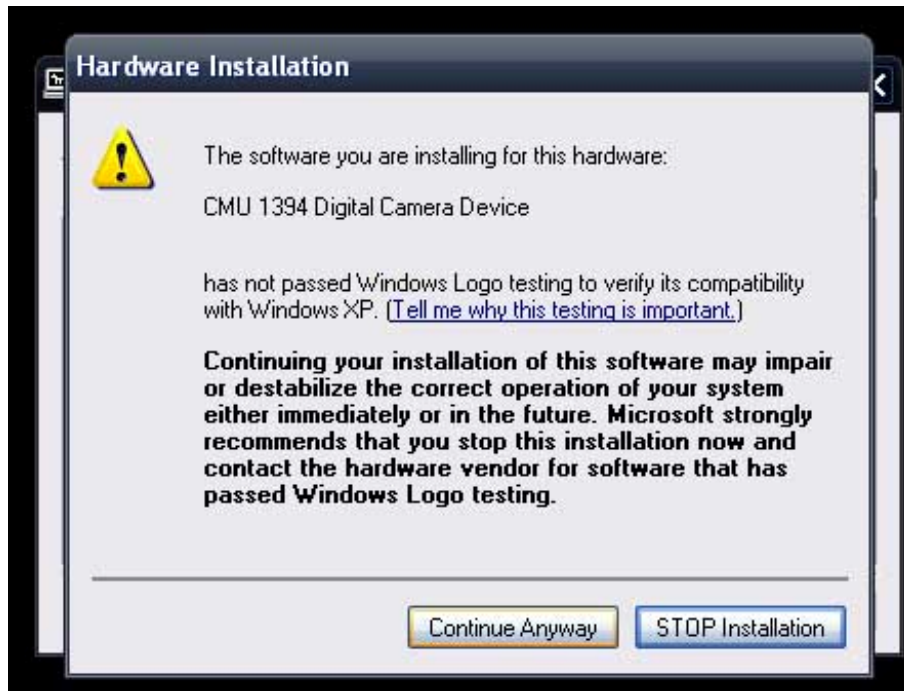 Hardware Installation
The software you are installing for this hardware:
CMU 1394 Digital Camera Device
has not passed Windows Logo testing to verify its compatibility
with Windows XP. (Tell me why this testing is important.)
Continuing your installation of this software may impair
or destabilize the correct operation of your system
either immediately or in the future. Microsoft strongly
recommends that you stop this installation now and
contact the hardware vendor for software that has
passed Windows Logo testing.
Continue Anyway
STOP Installation